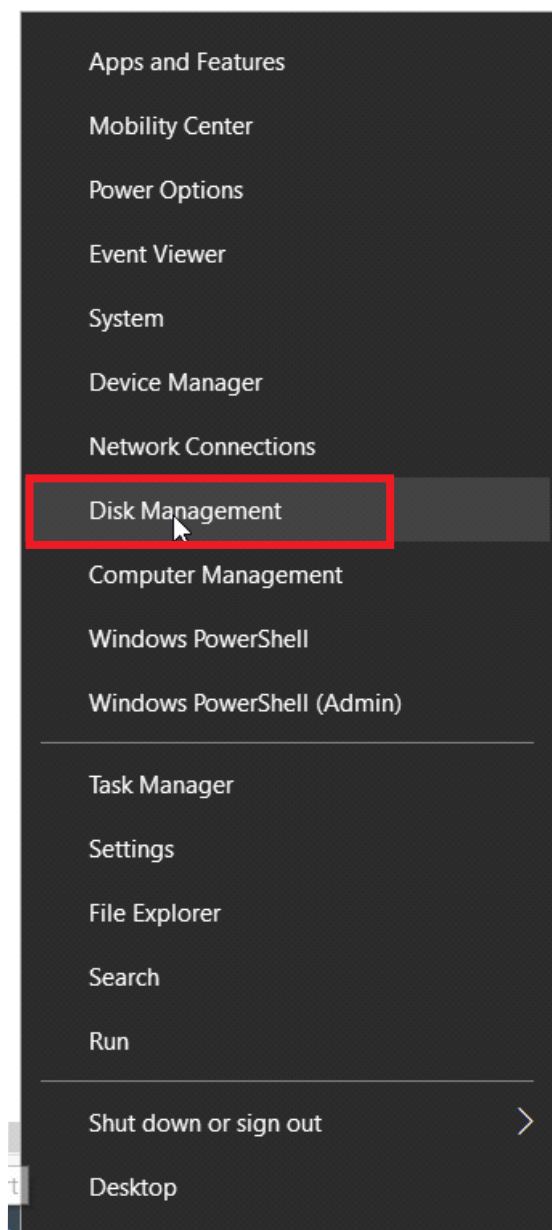 Apps and Features
Mobility Center
Power Options
Event Viewer
System
Device Manager
Network Connections
Disk Management
Computer Management
Windows PowerShell
Windows PowerShell (Admin)
Task Manager
Settings
File Explorer
Search
Run
Shut down or sign out
Desktop